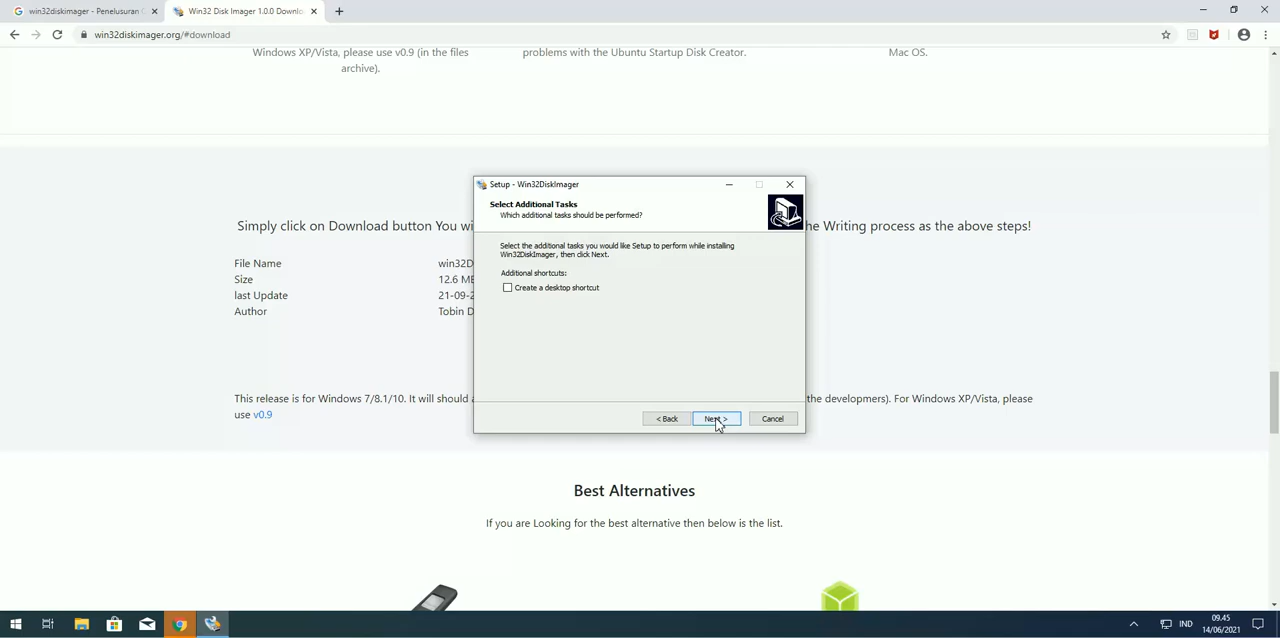 win32diskimager - Penelusuran G
Win32 Disk Imager 1.0.0 Downlo
win32diskimager.org/#download
Windows XP/Vista, please use v0.9 (in the files
archive).
problems with the Ubuntu Startup Disk Creator.
Mac OS.
Simply click on Download button You wi
he Writing process as the above steps!
File Name
win32D
Size
12.6 ME
last Update
21-09-2
Author
Tobin D
This release is for Windows 7/8.1/10. It will should a
the developmers). For Windows XP/Vista, please
use v0.9
Setup - Win32DiskImager
Select Additional Tasks
Which additional tasks should be performed?
Select the additional tasks you would like Setup to perform while installing
Win32DiskImager, then click Next.
Additional shortcuts:
Create a desktop shortcut
< Back
Next >
Cancel
Best Alternatives
If you are Looking for the best alternative then below is the list.
IND
09.45
14/06/2021